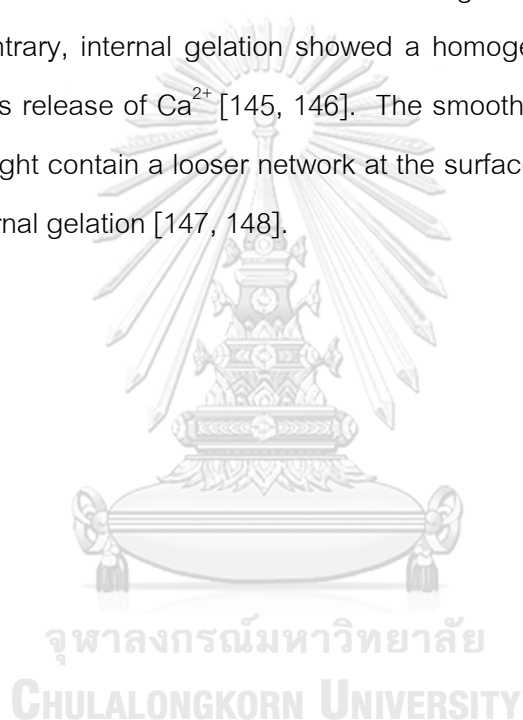 ntrary, internal gelation showed a homoge
s release of Ca²⁺ [145, 146]. The smooth
ght contain a looser network at the surface
rnal gelation [147, 148].
จุฬาลงกรณ์มหาวิทยาลัย
CHULALONGKORN UNIVERSITY